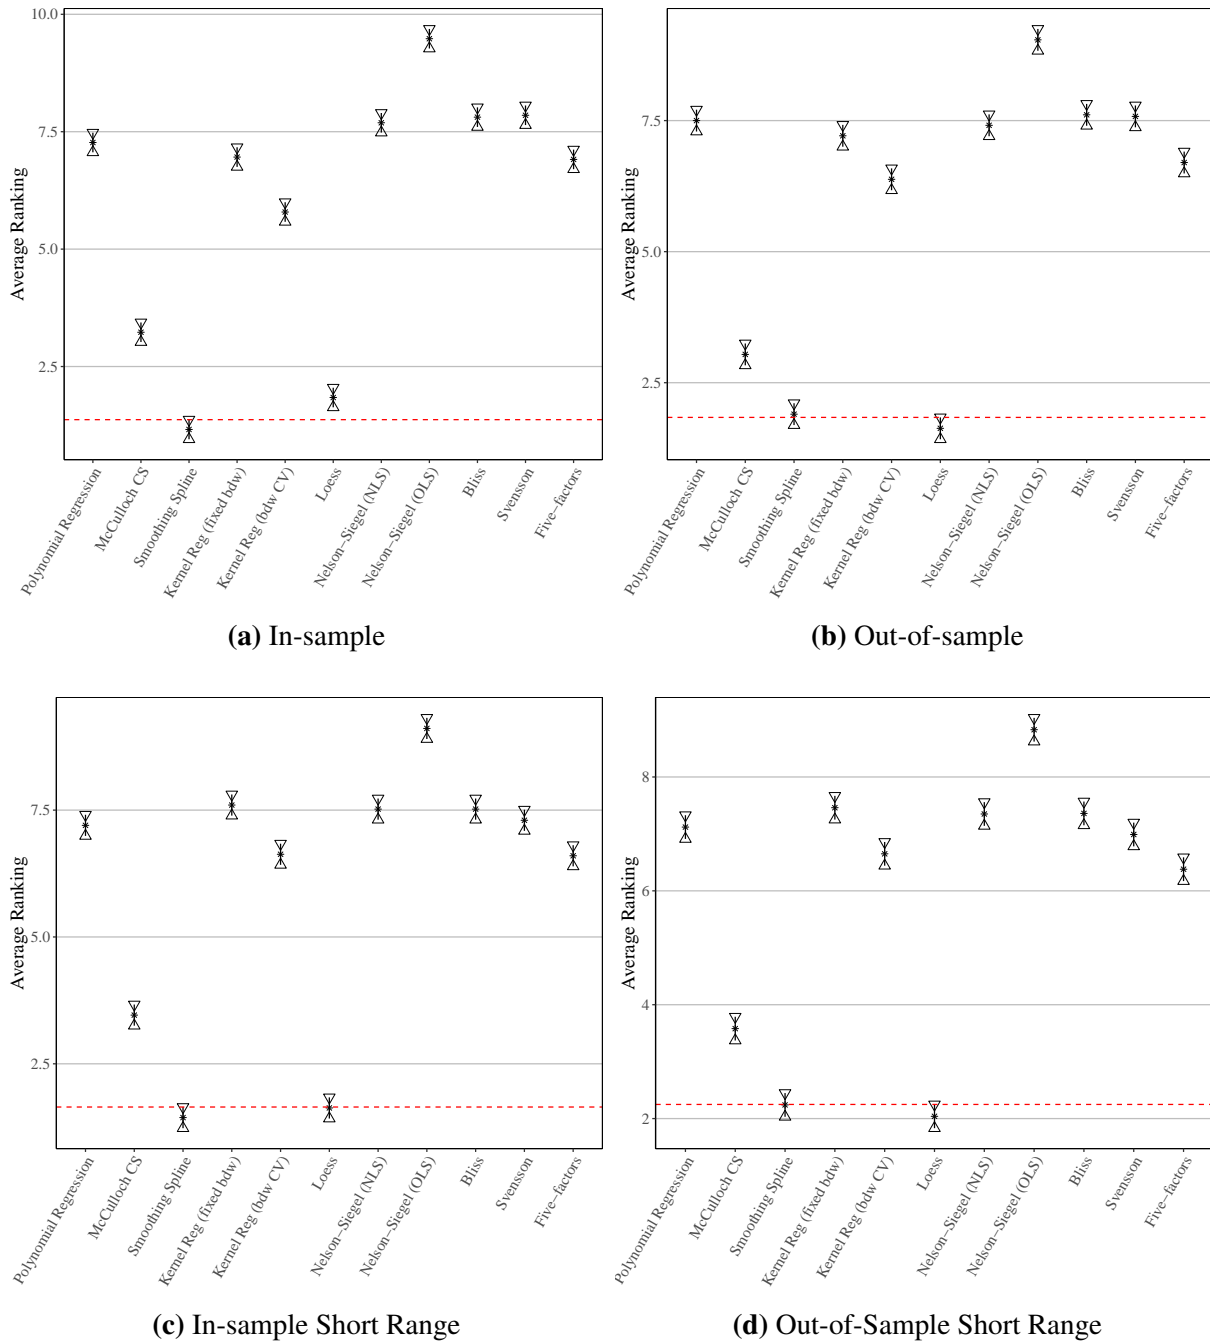 Average Ranking
10.0
7.5
5.0
2.5
Polynomial Regression
McCulloch CS
Smoothing Spline
Kernel Reg (fixed bdw)
Kernel Reg (bdw CV)
Loess
Nelson−Siegel (NLS)
Nelson−Siegel (OLS)
Bliss
Svensson
Five−factors
(a) In-sample
Average Ranking
7.5
5.0
2.5
Polynomial Regression
McCulloch CS
Smoothing Spline
Kernel Reg (fixed bdw)
Kernel Reg (bdw CV)
Loess
Nelson−Siegel (NLS)
Nelson−Siegel (OLS)
Bliss
Svensson
Five−factors
(b) Out-of-sample
Average Ranking
7.5
5.0
2.5
Polynomial Regression
McCulloch CS
Smoothing Spline
Kernel Reg (fixed bdw)
Kernel Reg (bdw CV)
Loess
Nelson−Siegel (NLS)
Nelson−Siegel (OLS)
Bliss
Svensson
Five−factors
(c) In-sample Short Range
Average Ranking
8
6
4
2
Polynomial Regression
McCulloch CS
Smoothing Spline
Kernel Reg (fixed bdw)
Kernel Reg (bdw CV)
Loess
Nelson−Siegel (NLS)
Nelson−Siegel (OLS)
Bliss
Svensson
Five−factors
(d) Out-of-Sample Short Range